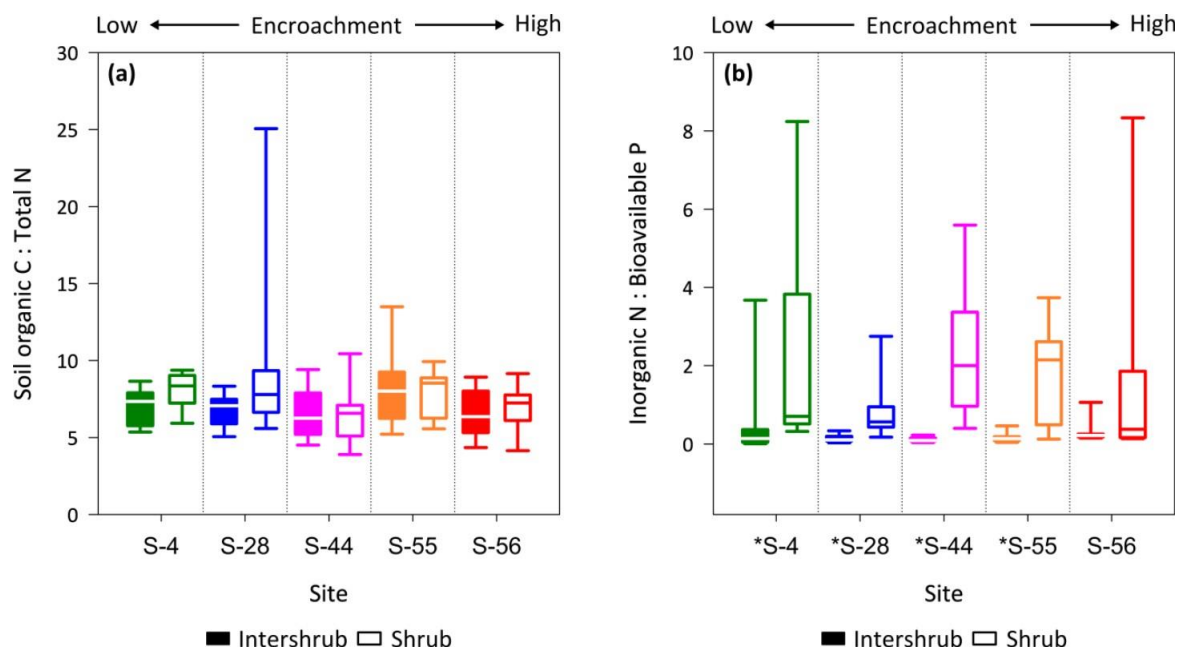 Low Encroachment High
(a)
30
25
20
15
10
5
0
Soil organic C : Total N
S-4 S-28 S-44 S-55 S-56
Site
Intershrub Shrub
Low Encroachment High
(b)
10
8
6
4
2
0
Inorganic N : Bioavailable P
*S-4 *S-28 *S-44 *S-55 S-56
Site
Intershrub Shrub